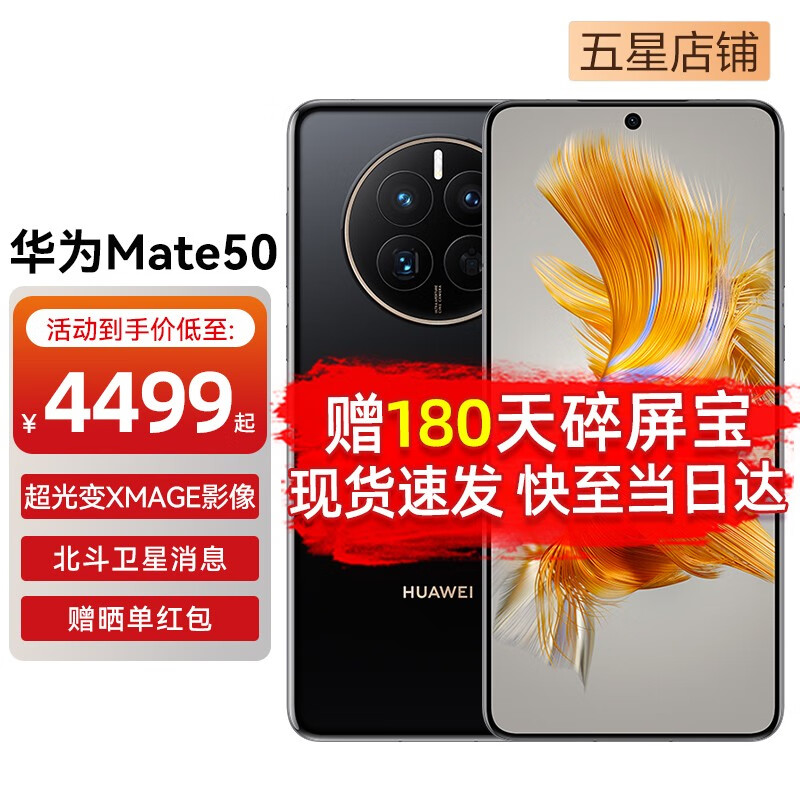 五星店铺
华为Mate50
活动到手价低至:
¥4499起
超光变XMAGE影像
北斗卫星消息
赠晒单红包
赠180天碎屏宝
现货速发 快至当日达
HUAWEI